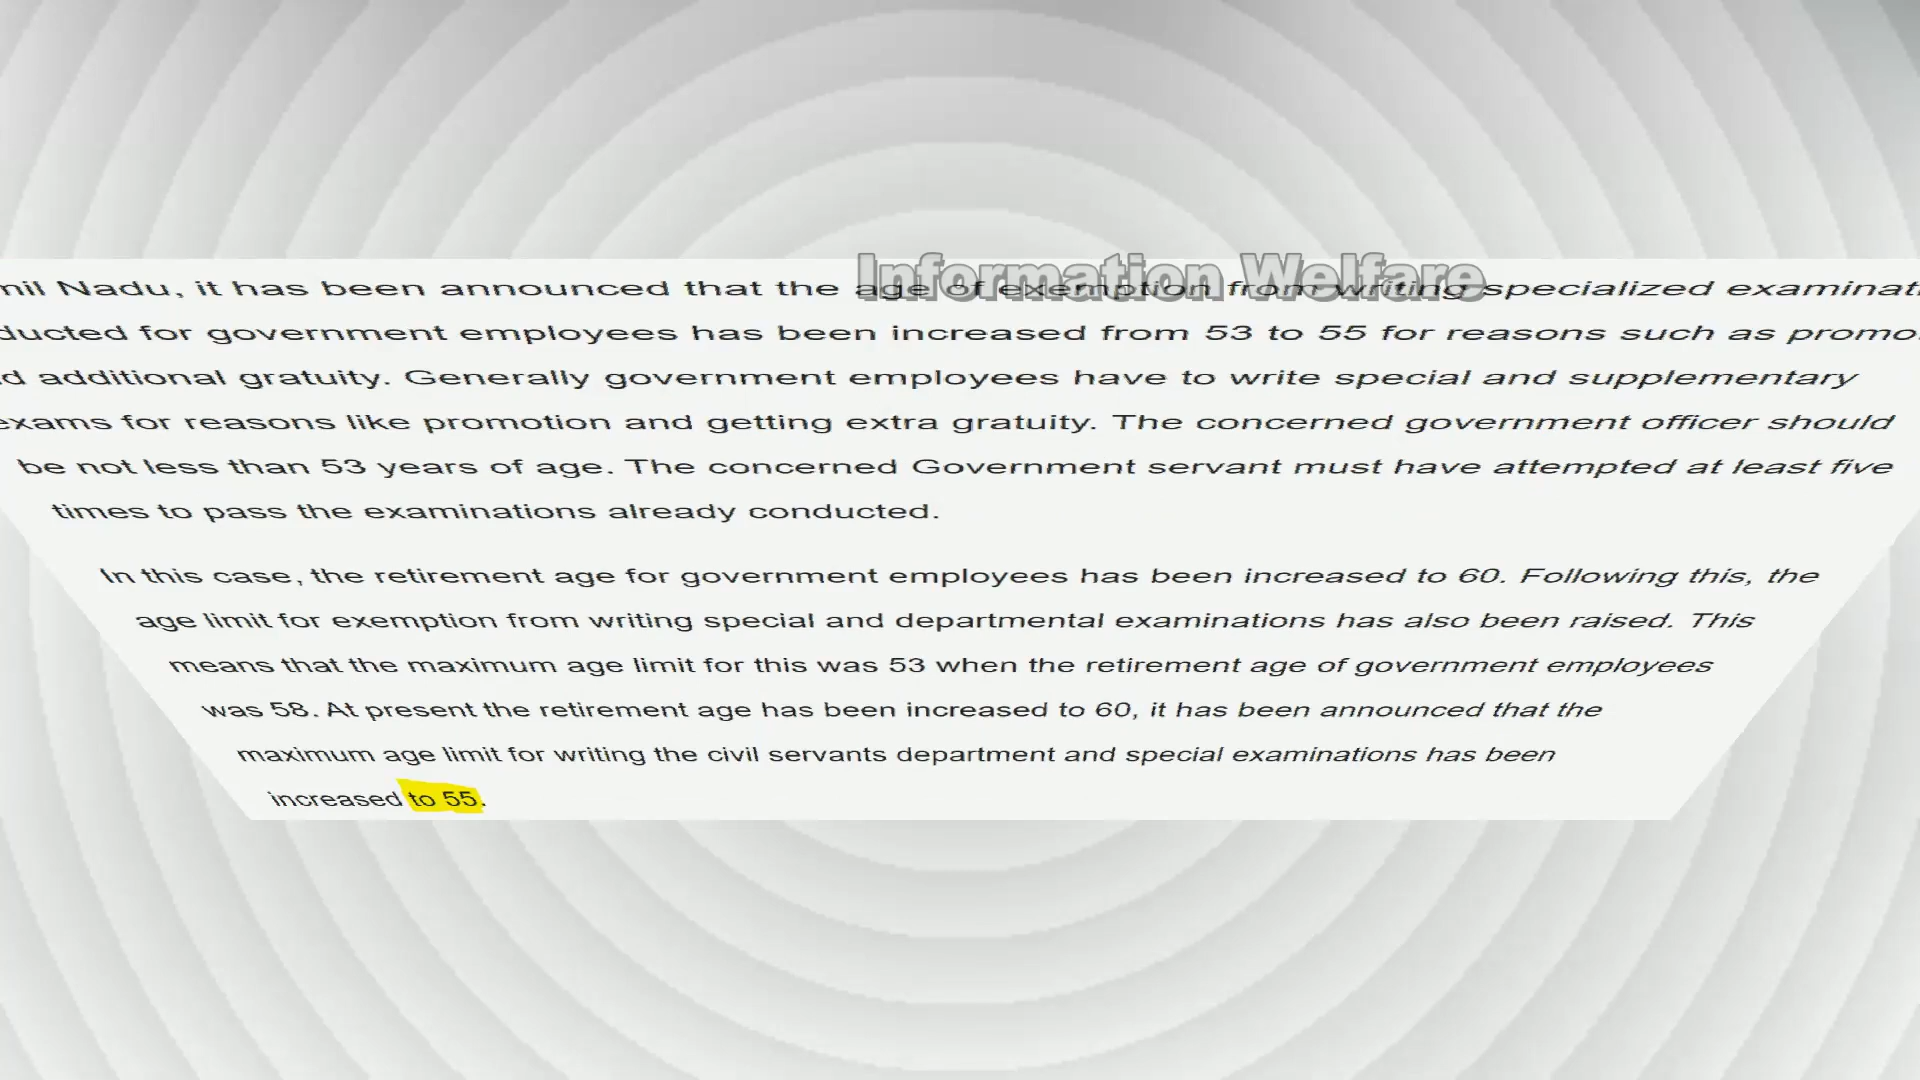 Information Welfare
Nadu, it has been announced that the age of exemption from writing specialized
for government employees has been increased from 53 to 55 for reasons such as
additional gratuity. Generally government employees have to write special and supplementary
exams for reasons like promotion and getting extra gratuity. The concerned government officer should
be not less than 53 years of age. The concerned Government servant must have attempted at least five
times to pass the examinations already conducted.
In this case, the retirement age for government employees has been increased to 60. Following this, the
age limit for exemption from writing special and departmental examinations has also been raised. This
means that the maximum age limit for this was 53 when the retirement age of government employees
was 58. At present the retirement age has been increased to 60, it has been announced that the
maximum age limit for writing the civil servants department and special examinations has been
increased to 55.